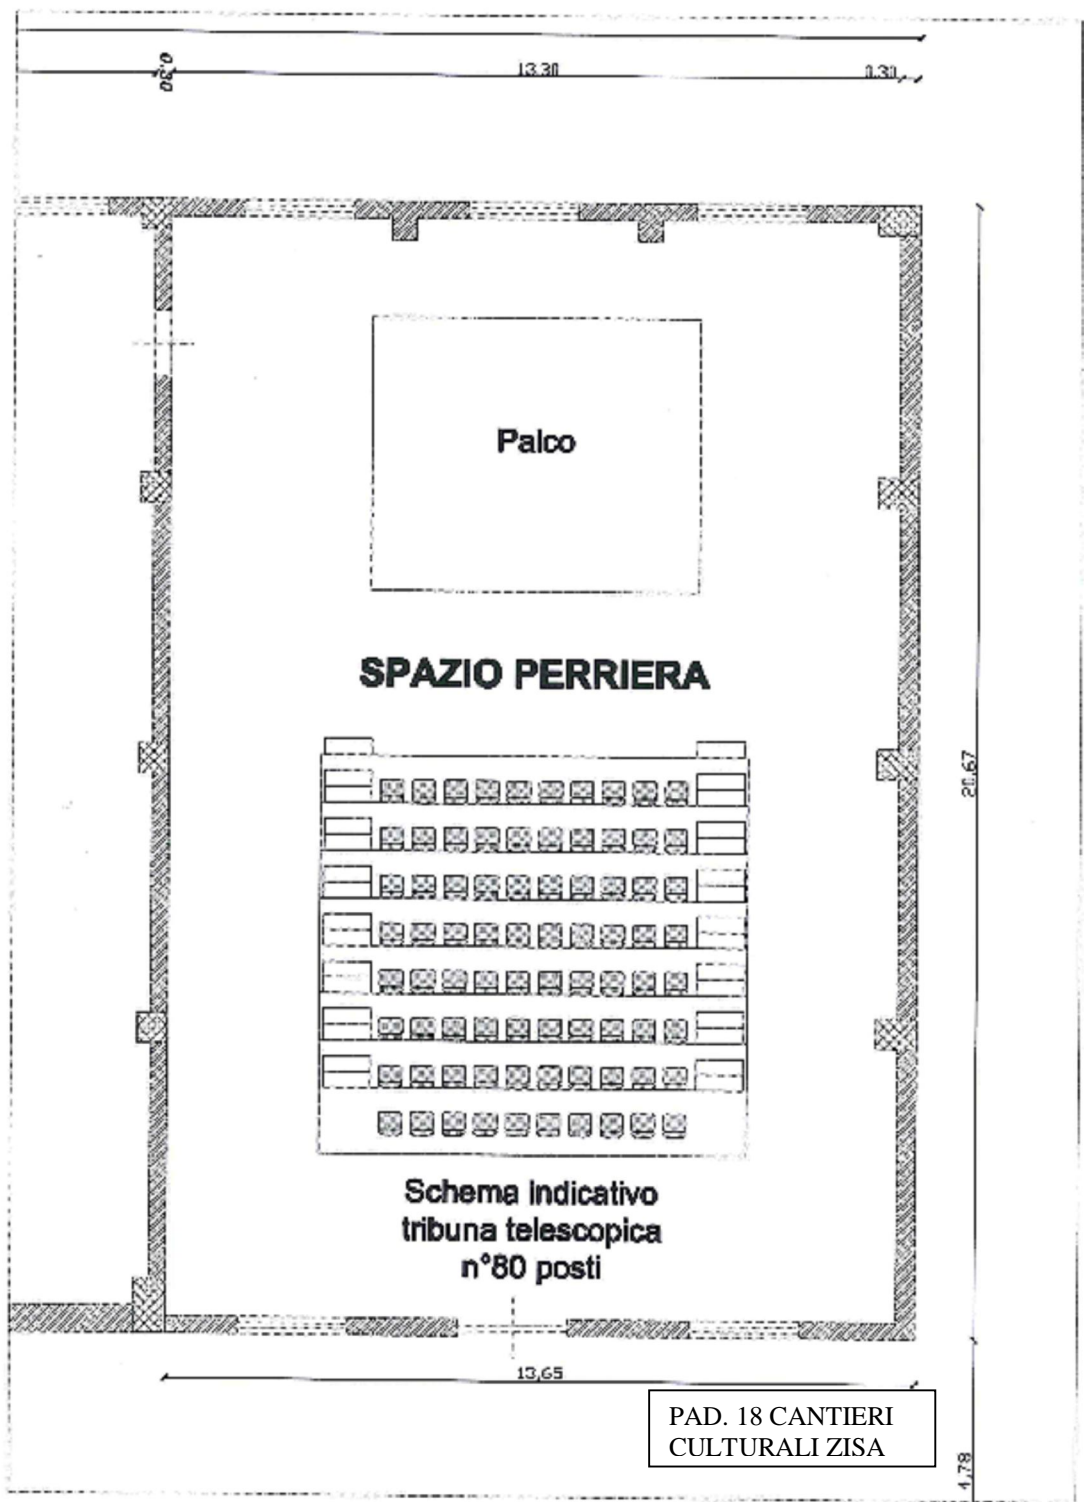 0.30
13.30
0.30
Palco
SPAZIO PERRIERA
20,67
Schema indicativo
tribuna telescopica
n°80 posti
13,65
PAD. 18 CANTIERI
CULTURALI ZISA
4,78